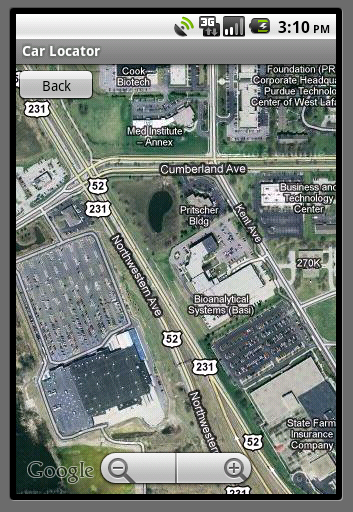 3G
3:10 PM
Car Locator
Back
Cook
Biotech
Foundation (PR
Corporate Headqua
Purdue Technolo
Center of West Lafa
231
Med Institute
– Annex
Cumberland Ave
52
231
Pritscher
Bldg
Kent Ave
Business and
Technology
Center
Northwestern Ave
270K
Bioanalytical
Systems (Basi)
52
231
Northwestern
State Farm
Insurance
Company
52
Google
231